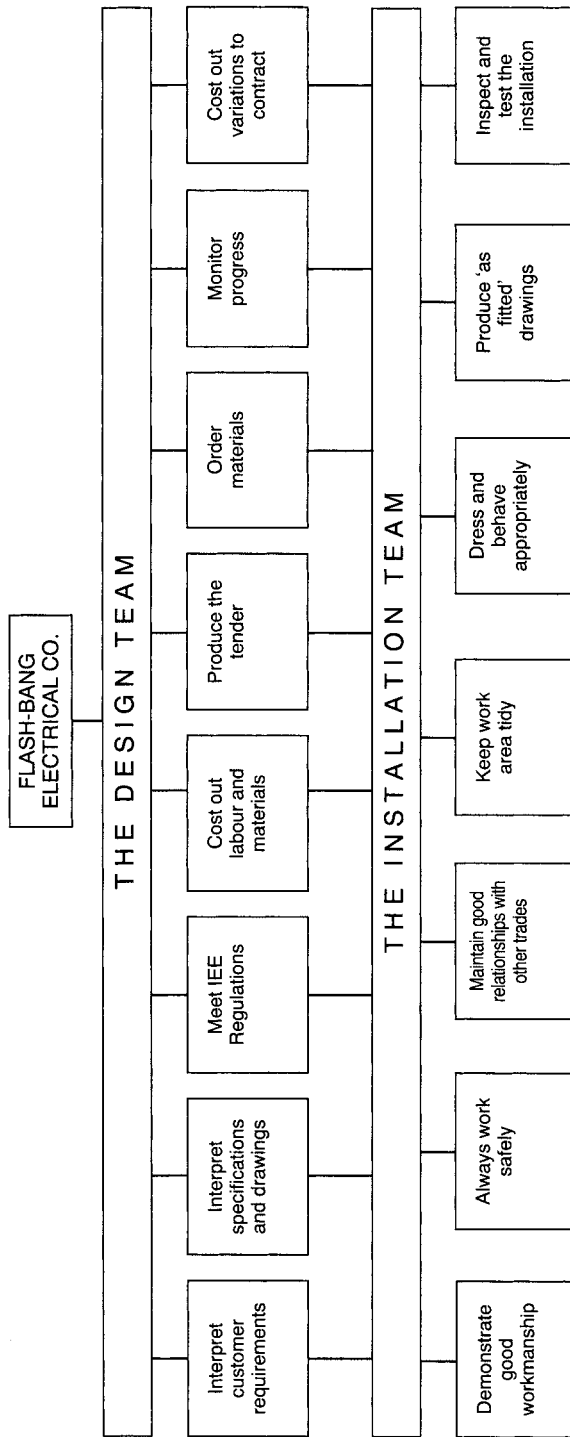 FLASH-BANG
ELECTRICAL CO.
THE DESIGN TEAM
Interpret
customer
requirements
Interpret
specifications
and drawings
Meet IEE
Regulations
Cost out
labour and
materials
Produce the
tender
Order
materials
Monitor
progress
Cost out
variations to
contract
THE INSTALLATION TEAM
Demonstrate
good
workmanship
Always work
safely
Maintain good
relationships with
other trades
Keep work
area tidy
Dress and
behave
appropriately
Produce ‘as
fitted’
drawings
Inspect and
test the
installation